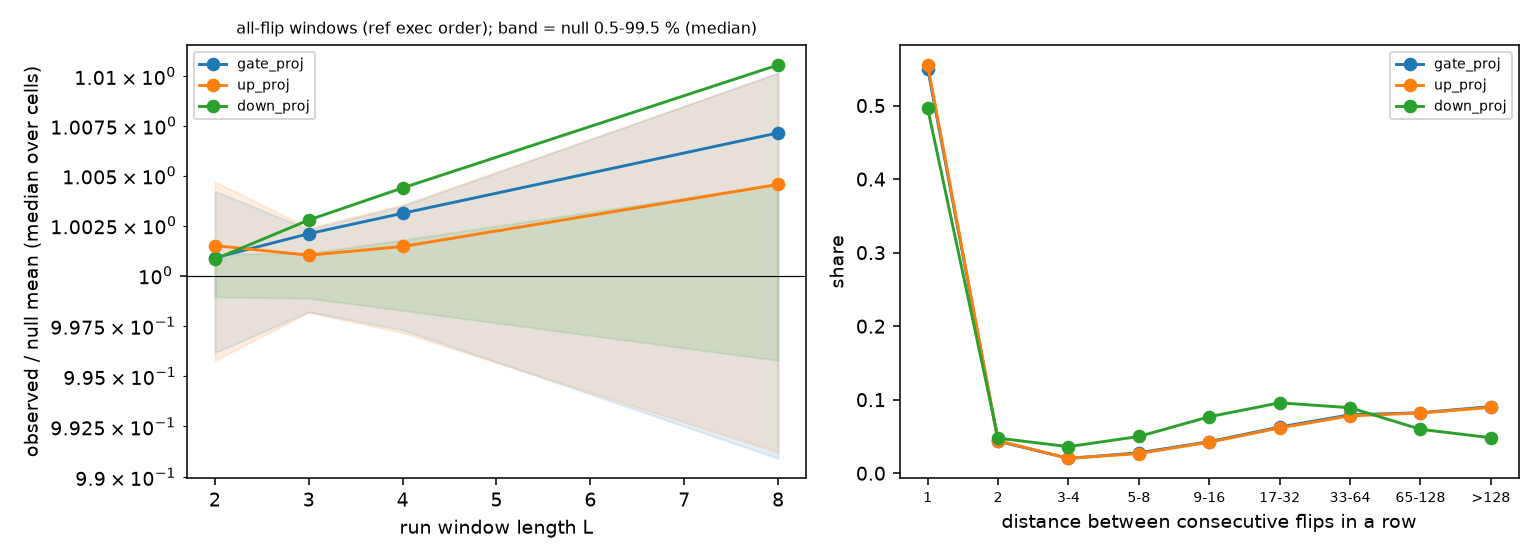 all-flip windows (ref exec order); band = null 0.5-99.5 % (median)
observed / null mean (median over cells)
1.01 × 10⁰
1.0075 × 10⁰
1.005 × 10⁰
1.0025 × 10⁰
10⁰
9.975 × 10⁻¹
9.95 × 10⁻¹
9.925 × 10⁻¹
9.9 × 10⁻¹
gate_proj
up_proj
down_proj
2 3 4 5 6 7 8
run window length L
share
0.5
0.4
0.3
0.2
0.1
0.0
gate_proj
up_proj
down_proj
1 2 3-4 5-8 9-16 17-32 33-64 65-128 >128
distance between consecutive flips in a row